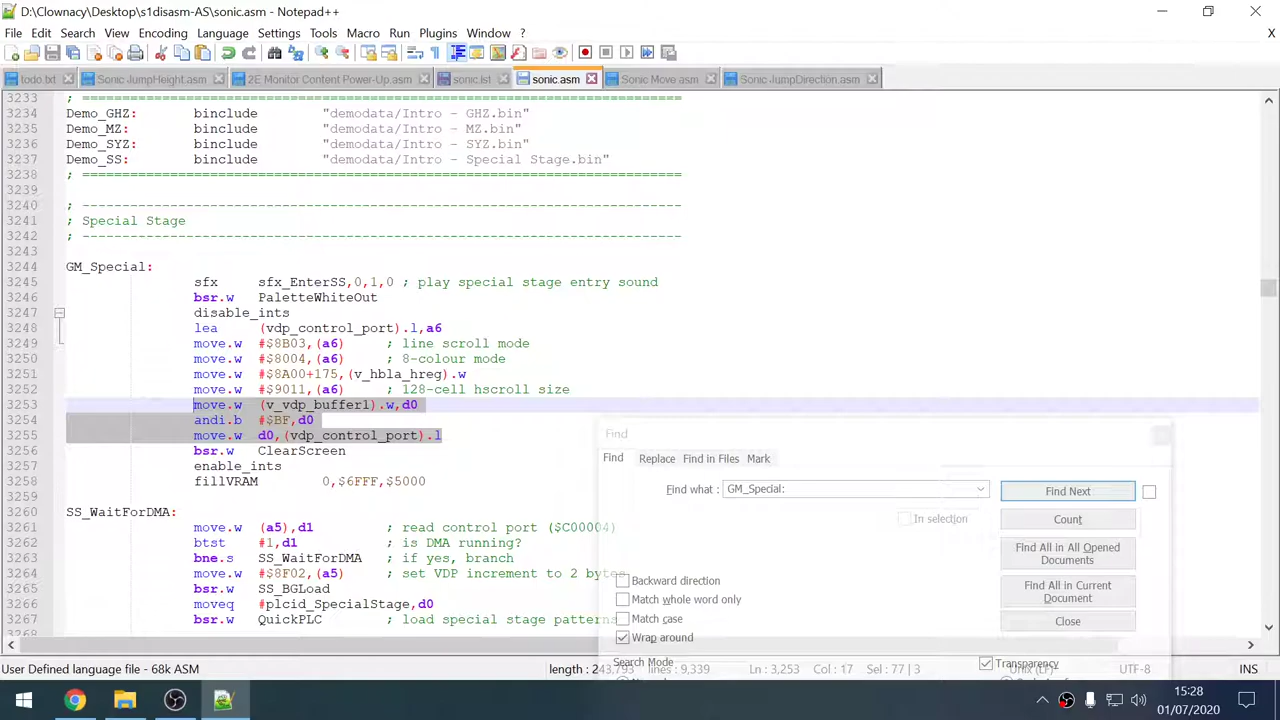 D:\Clownacy\Desktop\s1disasm-AS\sonic.asm - Notepad++
File Edit Search View Encoding Language Settings Tools Macro Run Plugins Window ? X
todo.txt Sonic JumpHeight.asm 2E Monitor Content Power-Up.asm sonic.lst sonic.asm Sonic Move.asm Sonic JumpDirection.asm
3233 ; ===========================================================================
3234 Demo_GHZ: binclude "demodata/Intro - GHZ.bin"
3235 Demo_MZ: binclude "demodata/Intro - MZ.bin"
3236 Demo_SYZ: binclude "demodata/Intro - SYZ.bin"
3237 Demo_SS: binclude "demodata/Intro - Special Stage.bin"
3238 ; ===========================================================================
3239
3240 ; ---------------------------------------------------------------------------
3241 ; Special Stage
3242 ; ---------------------------------------------------------------------------
3243
3244 GM_Special:
3245 sfx sfx_EnterSS,0,1,0 ; play special stage entry sound
3246 bsr.w PaletteWhiteOut
3247 disable_ints
3248 lea (vdp_control_port).l,a6
3249 move.w #$8B03,(a6) ; line scroll mode
3250 move.w #$8004,(a6) ; 8-colour mode
3251 move.w #$8A00+175,(v_hbla_hreg).w
3252 move.w #$9011,(a6) ; 128-cell hscroll size
3253 move.w (v_vdp_buffer1).w,d0
3254 andi.b #$BF,d0
3255 move.w d0,(vdp_control_port).l
3256 bsr.w ClearScreen
3257 enable_ints
3258 fillVRAM 0,$6FFF,$5000
3259
3260 SS_WaitForDMA:
3261 move.w (a5),d1 ; read control port ($C00004)
3262 btst #1,d1 ; is DMA running?
3263 bne.s SS_WaitForDMA ; if yes, branch
3264 move.w #$8F02,(a5) ; set VDP increment to 2 bytes
3265 bsr.w SS_BGLoad
3266 moveq #plcid_SpecialStage,d0
3267 bsr.w QuickPLC ; load special stage patterns
3268
Find
Find Replace Find in Files Mark
Find what : GM_Special: Find Next
In selection Count
Find All in All Opened Documents
Backward direction
Match whole word only
Find All in Current Document
Match case
Wrap around
Close
Search Mode Transparency
User Defined language file - 68k ASM length : 243,793 lines : 9,339 Ln : 3,253 Col : 17 Sel : 77 | 3 UTF-8 INS
15:28
01/07/2020